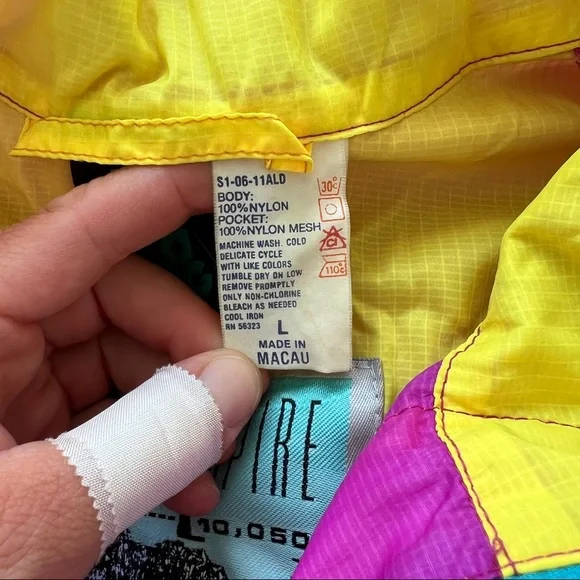 S1-06-11ALD
BODY:
100%NYLON
POCKET:
100%NYLON MESH
MACHINE WASH. COLD
DELICATE CYCLE
WITH LIKE COLORS
TUMBLE DRY ON LOW
REMOVE PROMPTLY
ONLY NON-CHLORINE
BLEACH AS NEEDED
COOL IRON
RN 56323
L
MADE IN
MACAU
30°C
Cl
110°C
PIRE
10,050